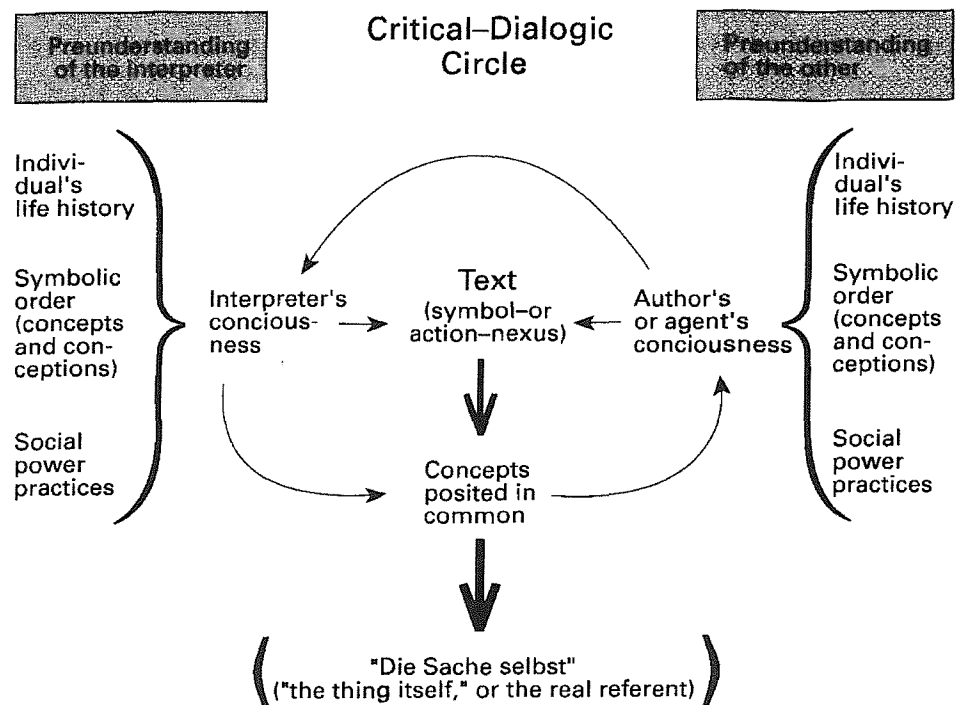 Preunderstanding
of the interpreter
Critical–Dialogic
Circle
Preunderstanding
of the other
Indivi-
dual's
life history
Symbolic
order
(concepts
and con-
ceptions)
Social
power
practices
Interpreter's
concious-
ness
Text
(symbol–or
action–nexus)
Author's
or agent's
conciousness
Indivi-
dual's
life history
Symbolic
order
(concepts
and con-
ceptions)
Social
power
practices
Concepts
posited in
common
"Die Sache selbst"
("the thing itself," or the real referent)